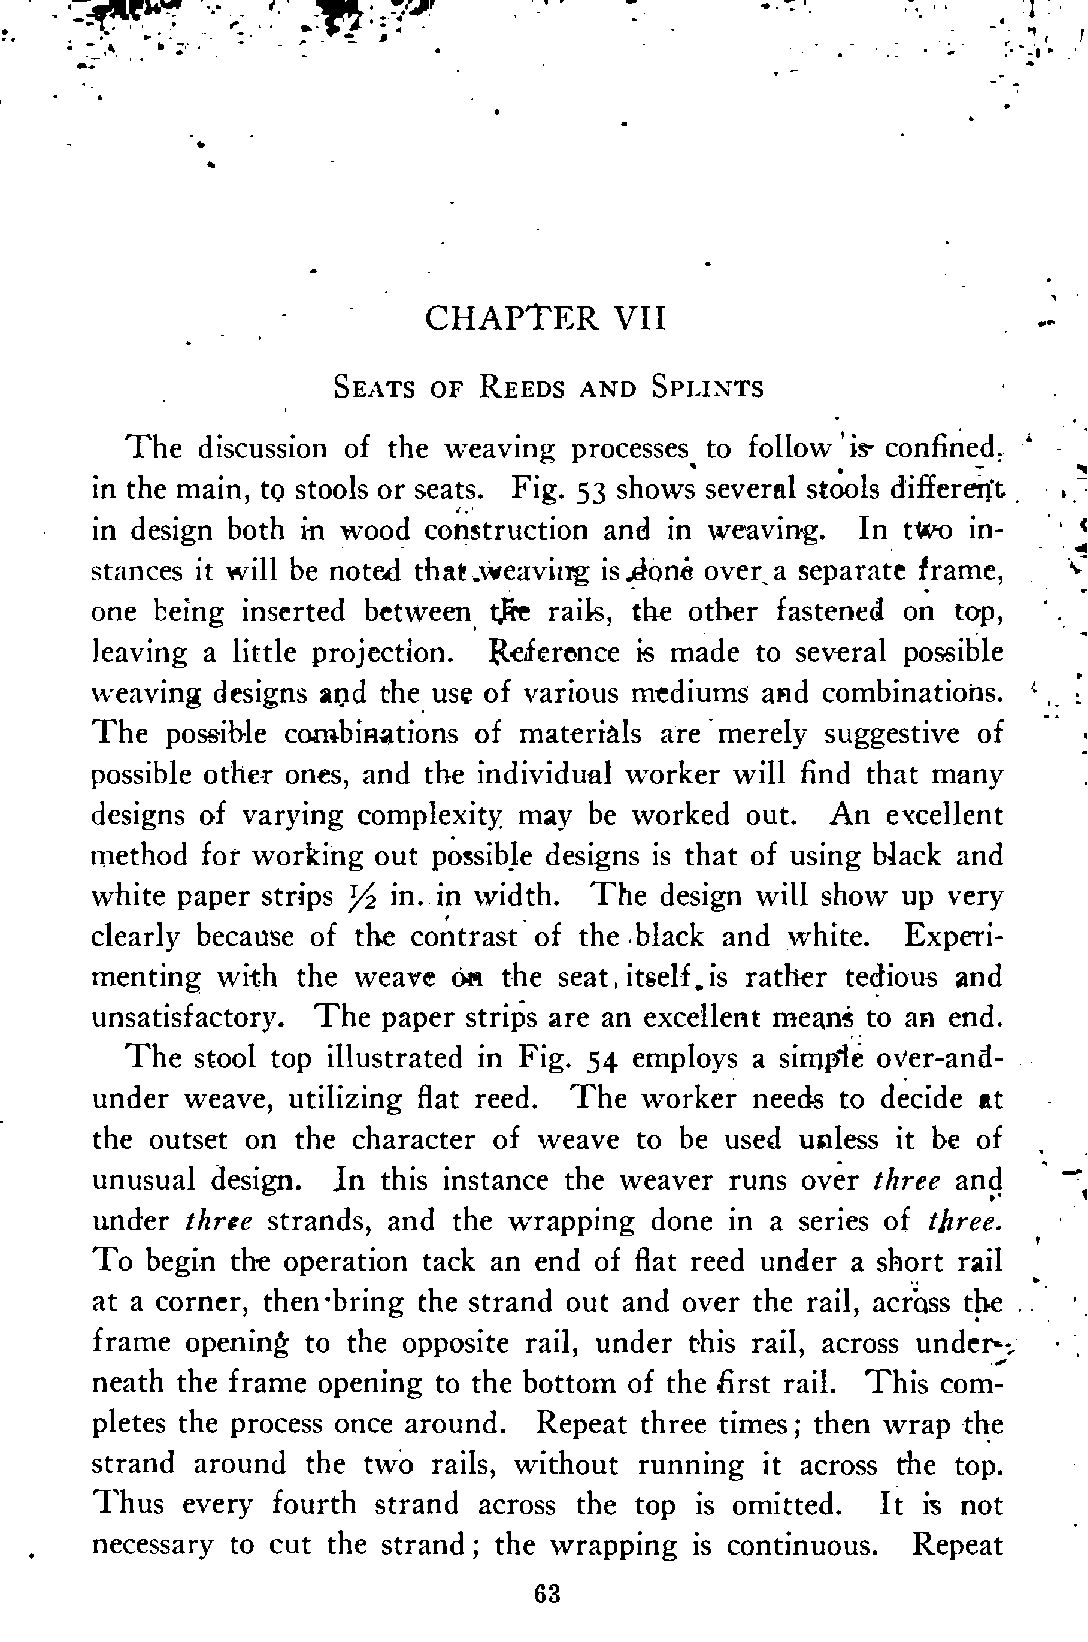 CHAPTER VII
SEATS OF REEDS AND SPLINTS
The discussion of the weaving processes to follow is confined,
in the main, to stools or seats. Fig. 53 shows several stools different
in design both in wood construction and in weaving. In two in-
stances it will be noted that weaving is done over a separate frame,
one being inserted between the rails, the other fastened on top,
leaving a little projection. Reference is made to several possible
weaving designs and the use of various mediums and combinations.
The possible combinations of materials are merely suggestive of
possible other ones, and the individual worker will find that many
designs of varying complexity may be worked out. An excellent
method for working out possible designs is that of using black and
white paper strips ½ in. in width. The design will show up very
clearly because of the contrast of the black and white. Experi-
menting with the weave on the seat itself is rather tedious and
unsatisfactory. The paper strips are an excellent means to an end.
The stool top illustrated in Fig. 54 employs a simple over-and-
under weave, utilizing flat reed. The worker needs to decide at
the outset on the character of weave to be used unless it be of
unusual design. In this instance the weaver runs over three and
under three strands, and the wrapping done in a series of three.
To begin the operation tack an end of flat reed under a short rail
at a corner, then bring the strand out and over the rail, across the
frame opening to the opposite rail, under this rail, across under-
neath the frame opening to the bottom of the first rail. This com-
pletes the process once around. Repeat three times; then wrap the
strand around the two rails, without running it across the top.
Thus every fourth strand across the top is omitted. It is not
necessary to cut the strand; the wrapping is continuous. Repeat
63